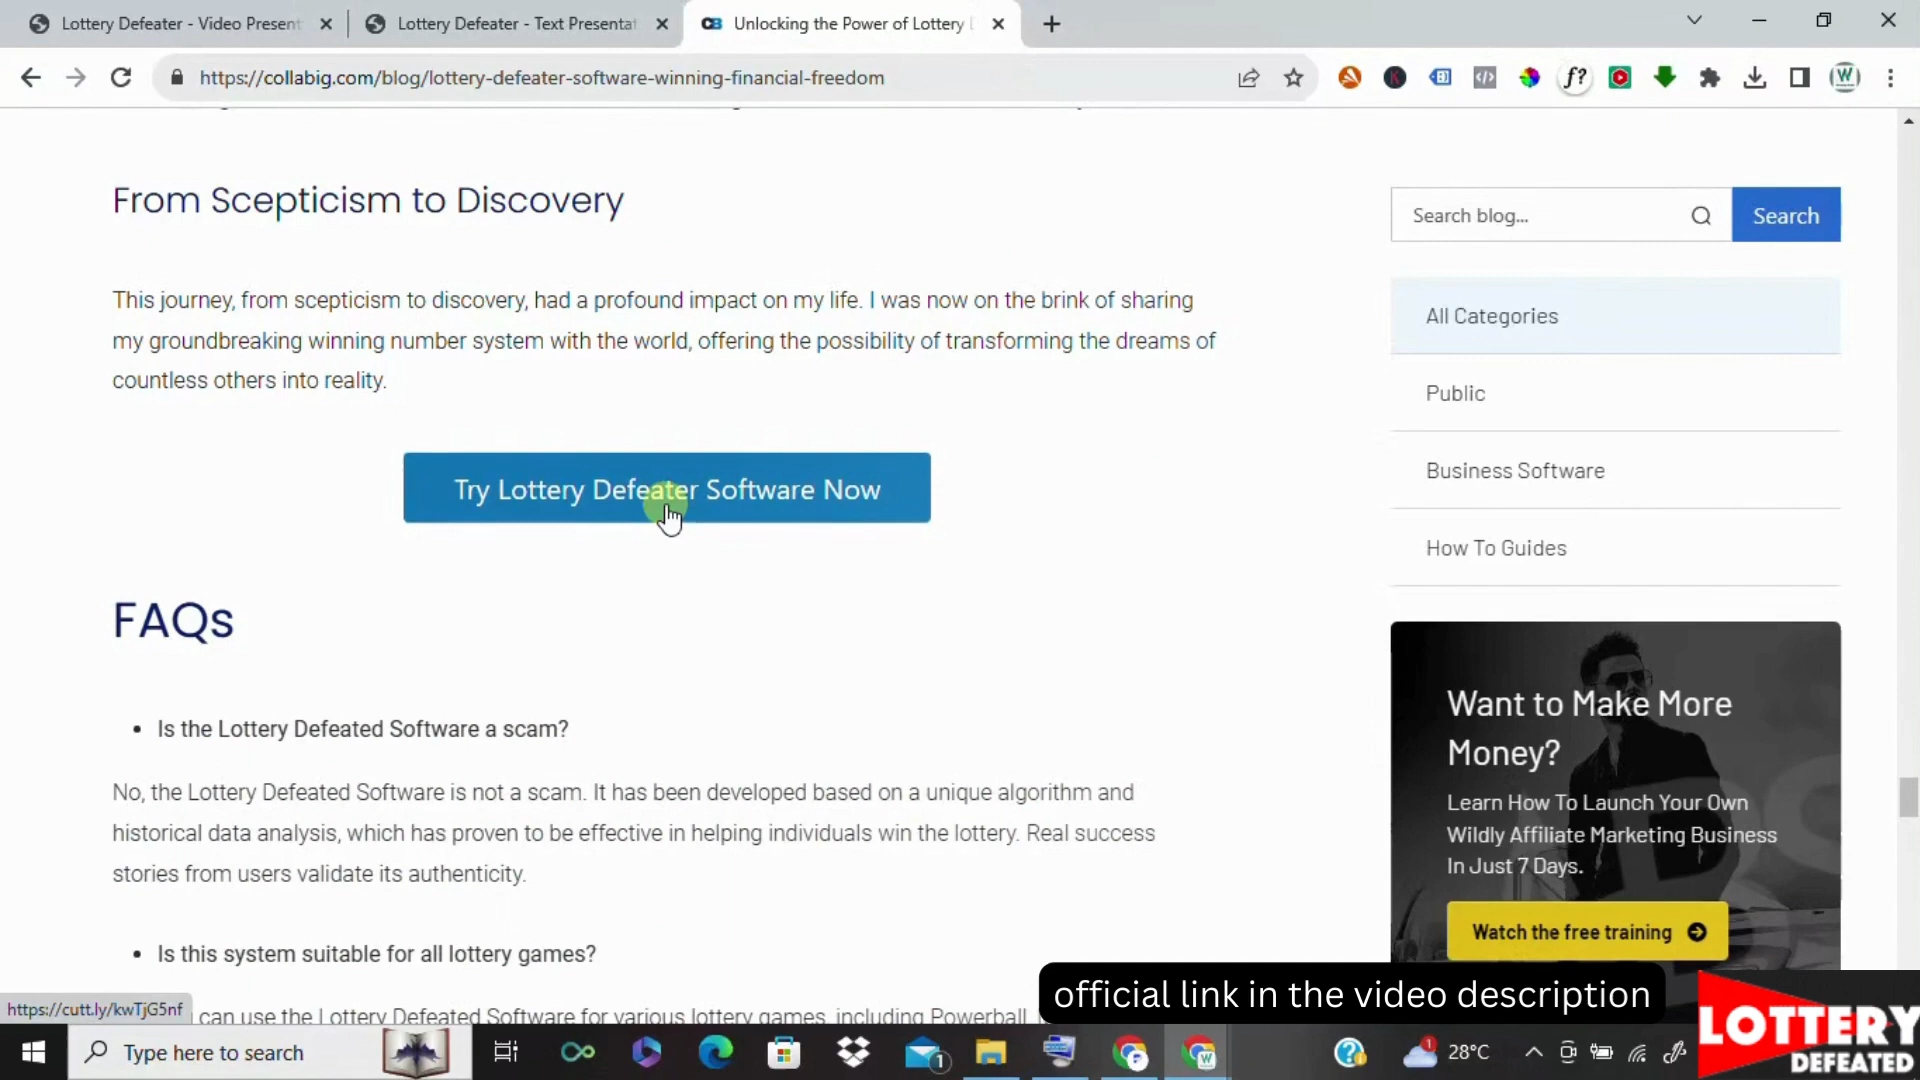 Lottery Defeater - Video Present
Lottery Defeater - Text Presentat
CB
Unlocking the Power of Lottery
https://collabig.com/blog/lottery-defeater-software-winning-financial-freedom
f?
W
From Scepticism to Discovery
This journey, from scepticism to discovery, had a profound impact on my life. I was now on the brink of sharing
my groundbreaking winning number system with the world, offering the possibility of transforming the dreams of
countless others into reality.
Try Lottery Defeater Software Now
FAQs
• Is the Lottery Defeated Software a scam?
No, the Lottery Defeated Software is not a scam. It has been developed based on a unique algorithm and
historical data analysis, which has proven to be effective in helping individuals win the lottery. Real success
stories from users validate its authenticity.
• Is this system suitable for all lottery games?
can use the Lottery Defeated Software for various lottery games, including Powerball,
Search blog...
Search
All Categories
Public
Business Software
How To Guides
Want to Make More
Money?
Learn How To Launch Your Own
Wildly Affiliate Marketing Business
In Just 7 Days.
Watch the free training
official link in the video description
LOTTERY
DEFEATED
https://cutt.ly/kwTjG5nf
Type here to search
1
1
28°C